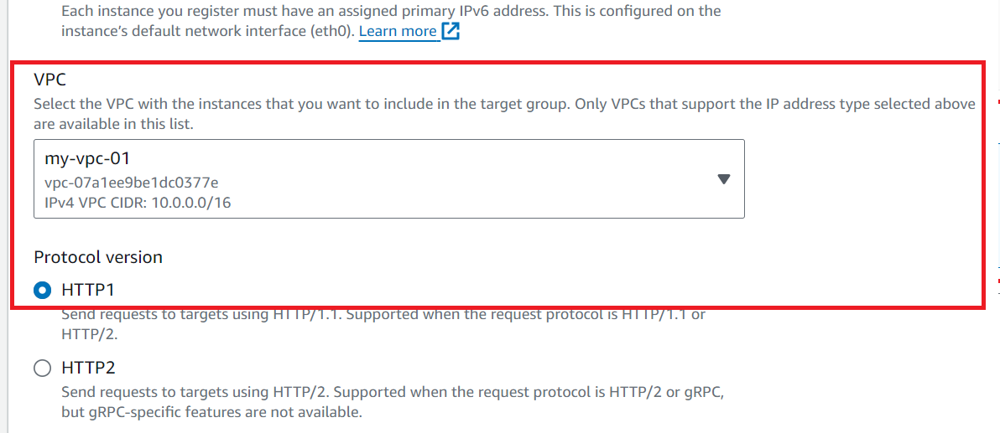 Each instance you register must have an assigned primary IPv6 address. This is configured on the
instance’s default network interface (eth0). Learn more
VPC
Select the VPC with the instances that you want to include in the target group. Only VPCs that support the IP address type selected above
are available in this list.
my-vpc-01
vpc-07a1ee9be1dc0377e
IPv4 VPC CIDR: 10.0.0.0/16
Protocol version
HTTP1
Send requests to targets using HTTP/1.1. Supported when the request protocol is HTTP/1.1 or
HTTP/2.
HTTP2
Send requests to targets using HTTP/2. Supported when the request protocol is HTTP/2 or gRPC,
but gRPC-specific features are not available.